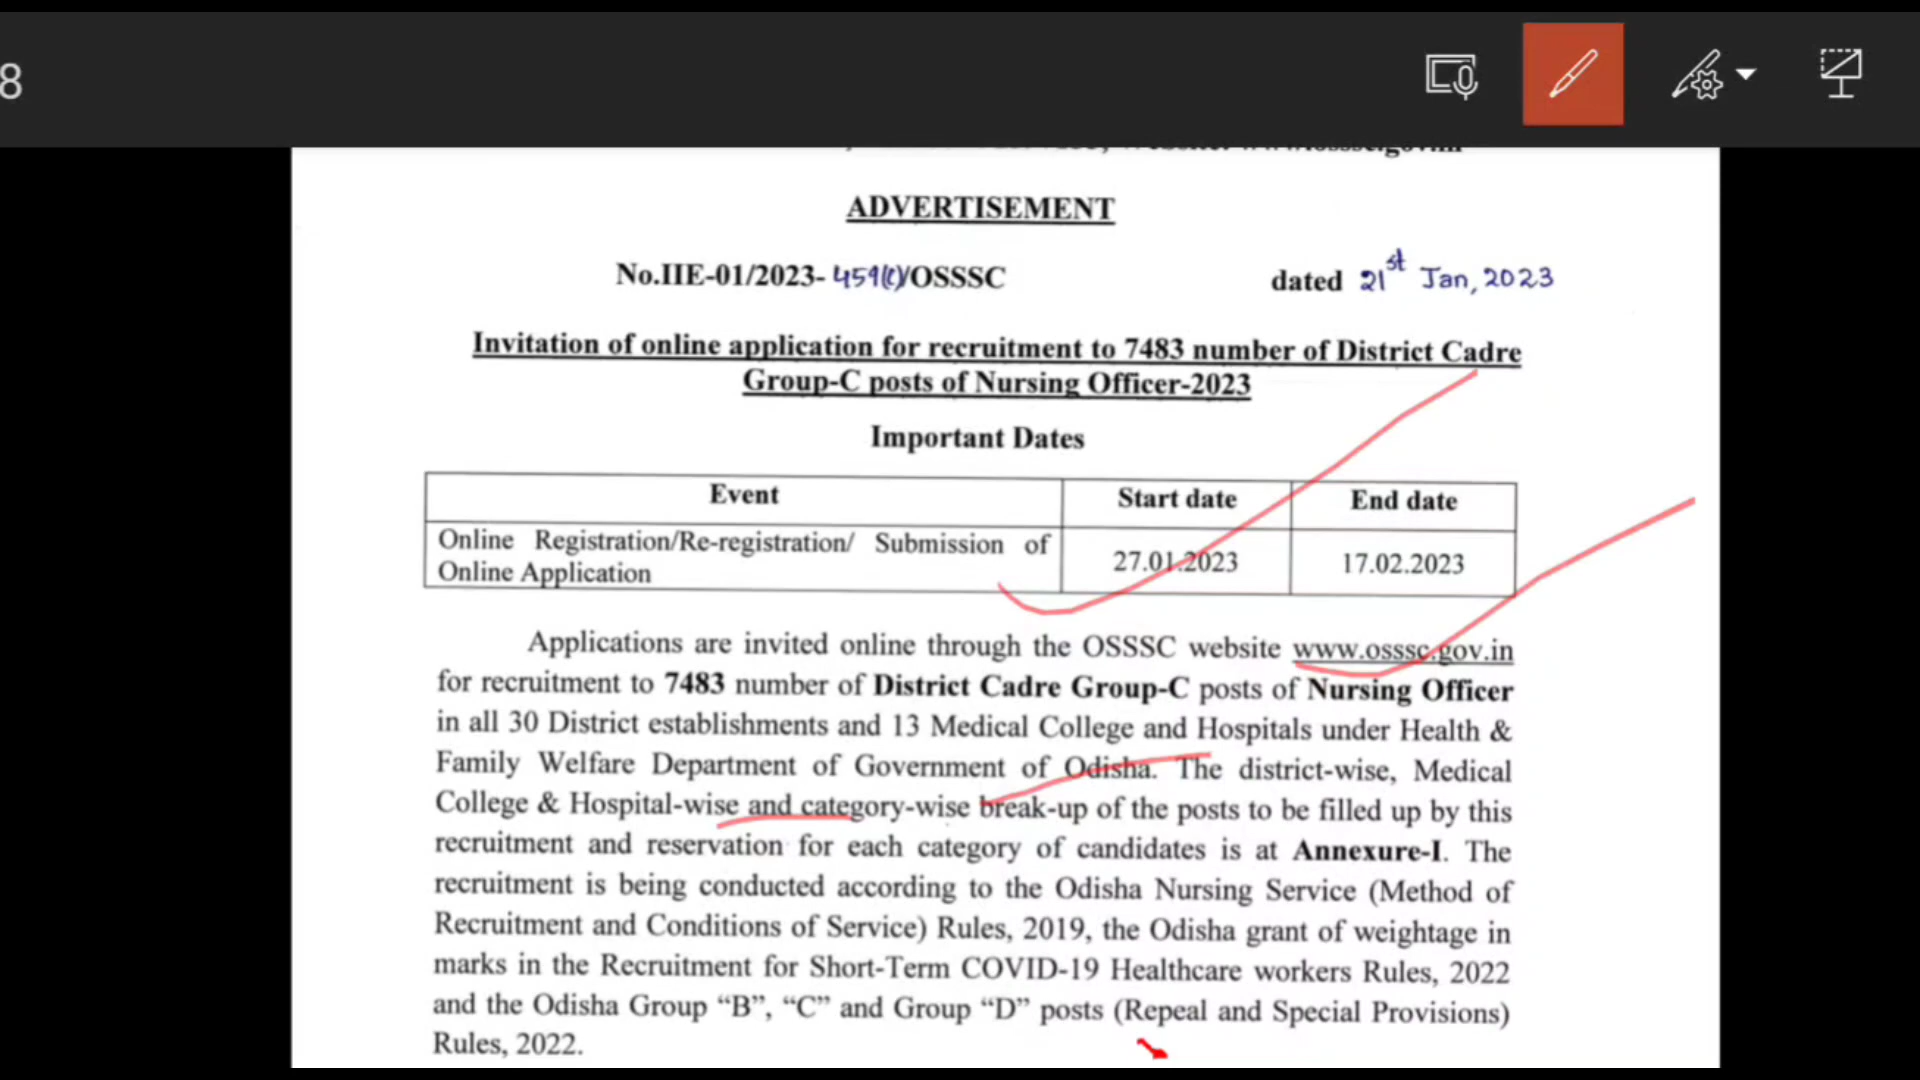 8
www.osssc.gov.in
ADVERTISEMENT
No.IIE-01/2023- 459(C)/OSSSC dated 21st Jan, 2023
Invitation of online application for recruitment to 7483 number of District Cadre
Group-C posts of Nursing Officer-2023
Important Dates
Event Start date End date
Online Registration/Re-registration/ Submission of
Online Application 27.01.2023 17.02.2023
Applications are invited online through the OSSSC website www.osssc.gov.in
for recruitment to 7483 number of District Cadre Group-C posts of Nursing Officer
in all 30 District establishments and 13 Medical College and Hospitals under Health &
Family Welfare Department of Government of Odisha. The district-wise, Medical
College & Hospital-wise and category-wise break-up of the posts to be filled up by this
recruitment and reservation for each category of candidates is at Annexure-I. The
recruitment is being conducted according to the Odisha Nursing Service (Method of
Recruitment and Conditions of Service) Rules, 2019, the Odisha grant of weightage in
marks in the Recruitment for Short-Term COVID-19 Healthcare workers Rules, 2022
and the Odisha Group “B”, “C” and Group “D” posts (Repeal and Special Provisions)
Rules, 2022.